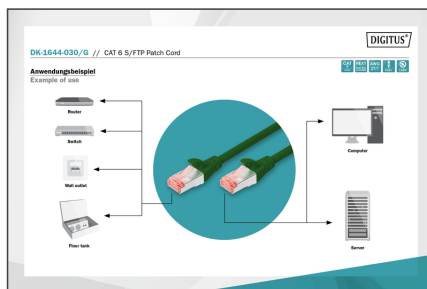 DIGITUS®
DK-1644-030/G // CAT 6 S/FTP Patch Cord
Anwendungsbeispiel
Example of use
CAT
Router
Switch
Wall outlet
Floor tank
Computer
Server